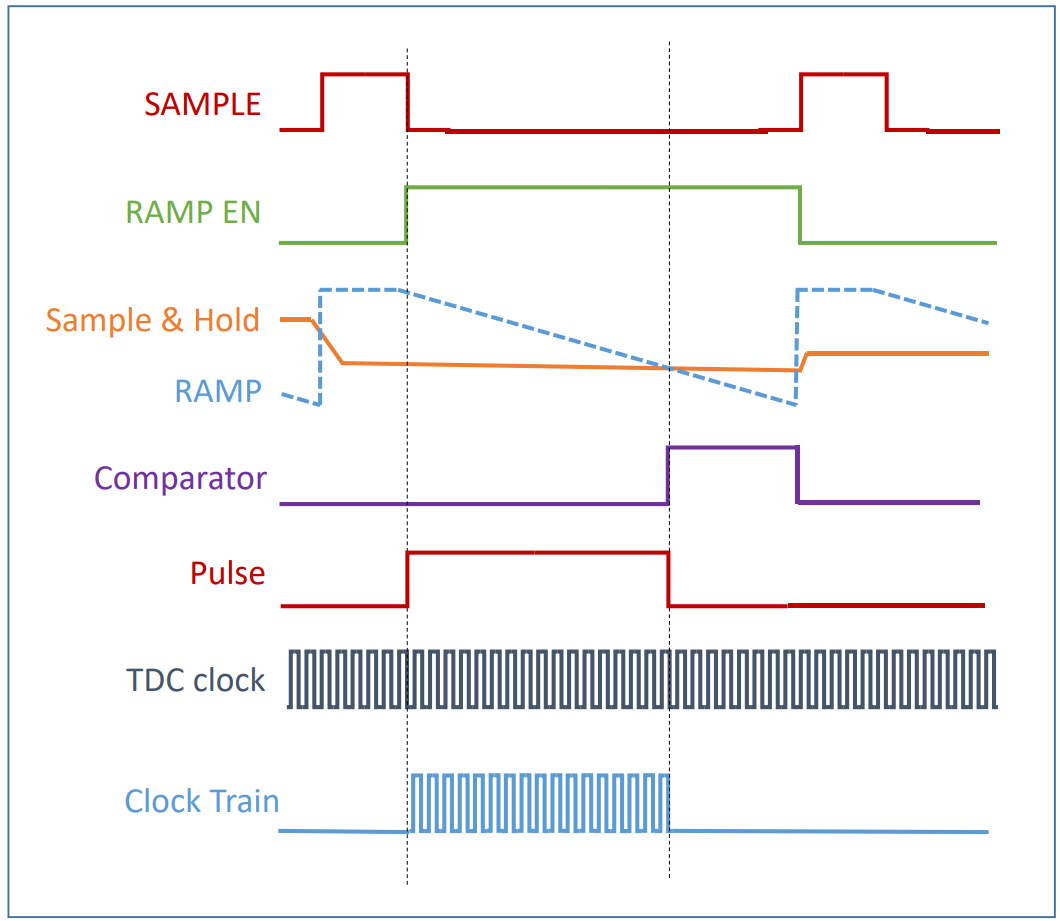 SAMPLE
RAMP EN
Sample & Hold
RAMP
Comparator
Pulse
TDC clock
Clock Train